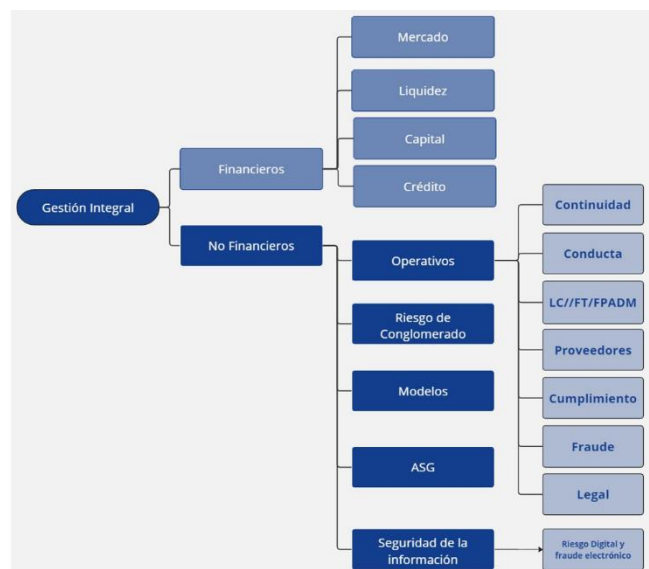 Mercado
Liquidez
Capital
Crédito
Financieros
Gestión Integral
No Financieros
Operativos
Riesgo de
Conglomerado
Modelos
ASG
Seguridad de la
información
Continuidad
Conducta
LC//FT/FPADM
Proveedores
Cumplimiento
Fraude
Legal
Riesgo Digital y
fraude electrónico